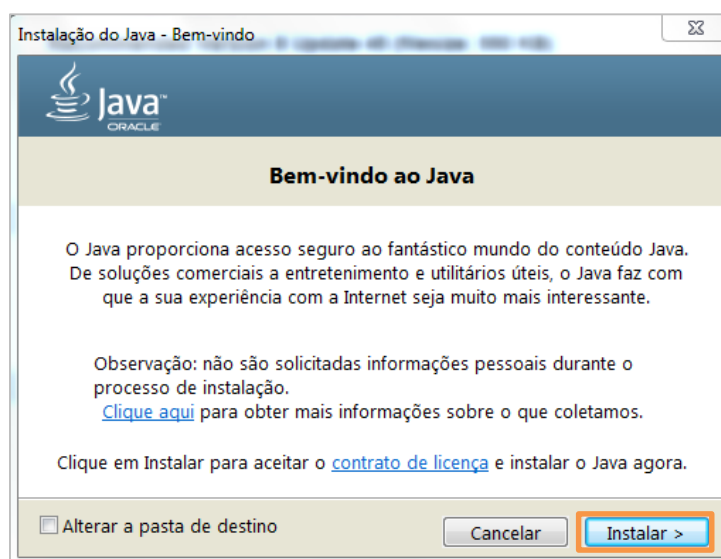 Instalação do Java - Bem-vindo
Java™
ORACLE
Bem-vindo ao Java
O Java proporciona acesso seguro ao fantástico mundo do conteúdo Java.
De soluções comerciais a entretenimento e utilitários úteis, o Java faz com
que a sua experiência com a Internet seja muito mais interessante.
Observação: não são solicitadas informações pessoais durante o
processo de instalação.
Clique aqui para obter mais informações sobre o que coletamos.
Clique em Instalar para aceitar o contrato de licença e instalar o Java agora.
Alterar a pasta de destino
Cancelar
Instalar >